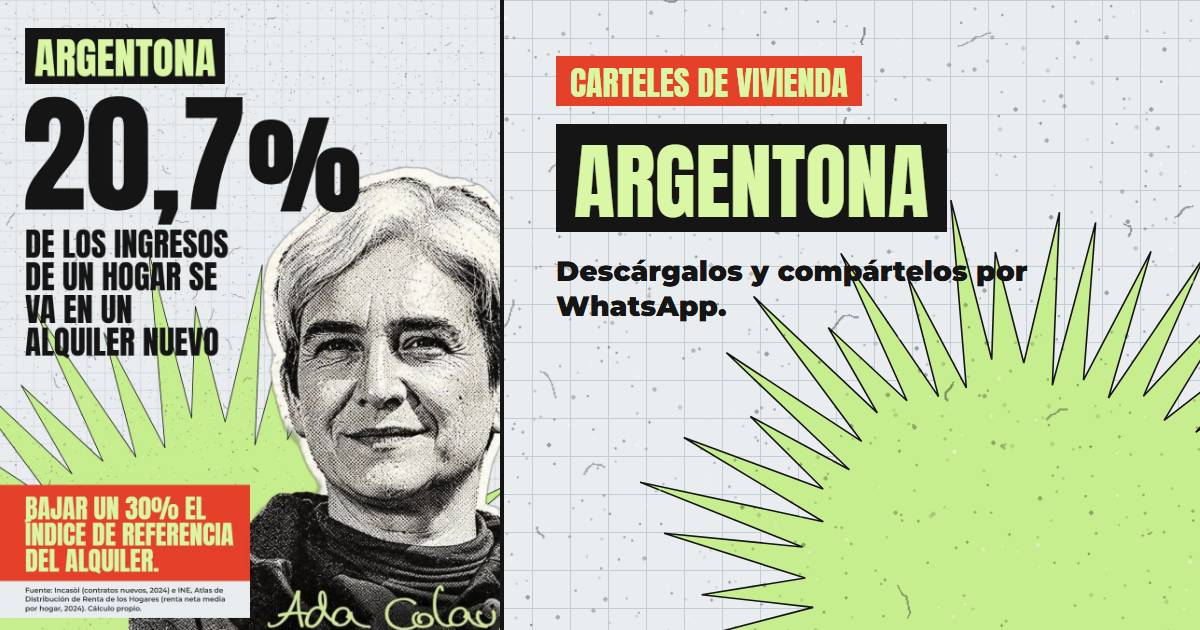 ARGENTONA
20,7%
DE LOS INGRESOS
DE UN HOGAR SE
VA EN UN
ALQUILER NUEVO
BAJAR UN 30% EL
ÍNDICE DE REFERENCIA
DEL ALQUILER.
Fuente: Incasòl (contratos nuevos, 2024) e INE, Atlas de
Distribución de Renta de los Hogares (renta neta media
por hogar, 2024). Cálculo propio.
Ada Colau
CARTELES DE VIVIENDA
ARGENTONA
Descárgalos y compártelos por
WhatsApp.